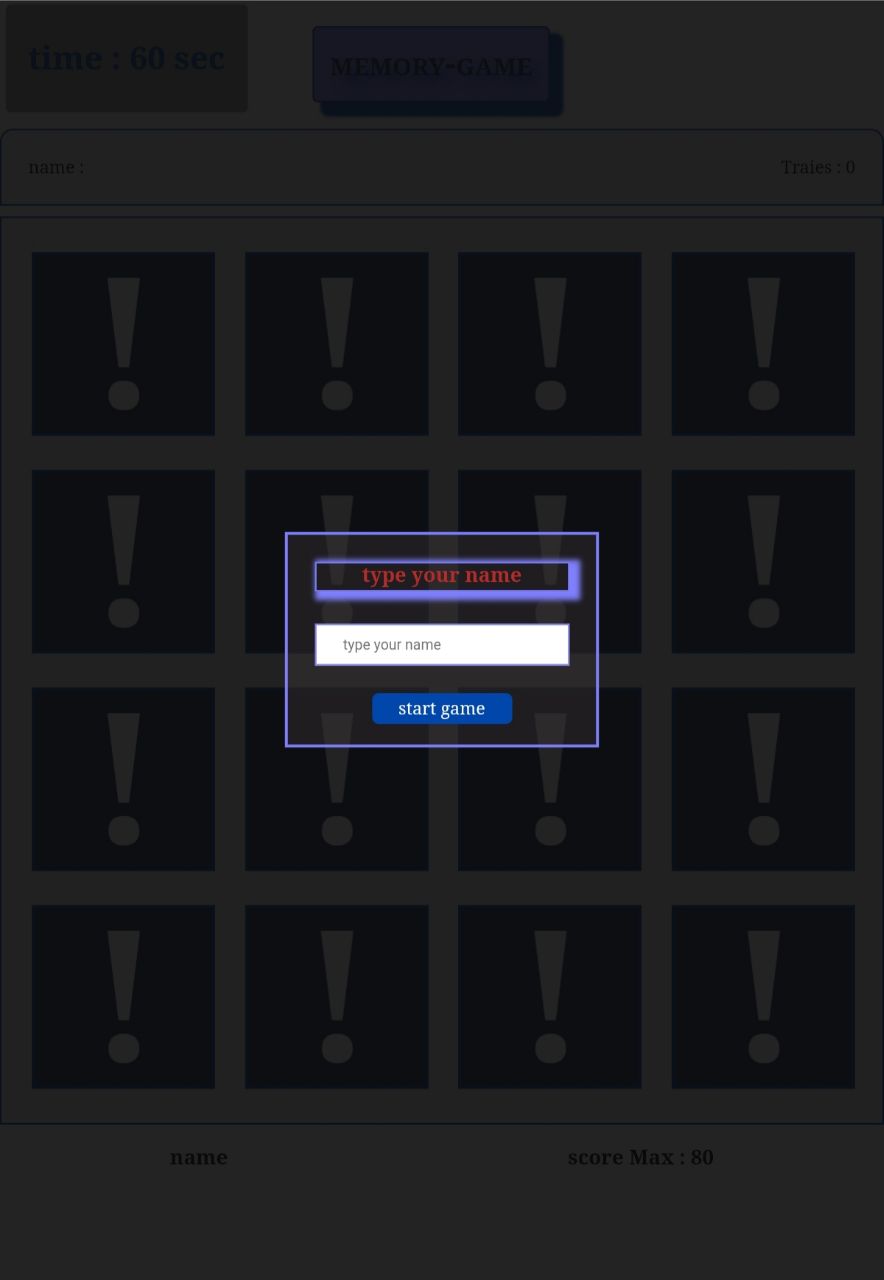 time : 60 sec
MEMORY-GAME
name :
Traies : 0
! ! ! !
! ! ! !
type your name
type your name
start game
! ! ! !
! ! ! !
name
score Max : 80